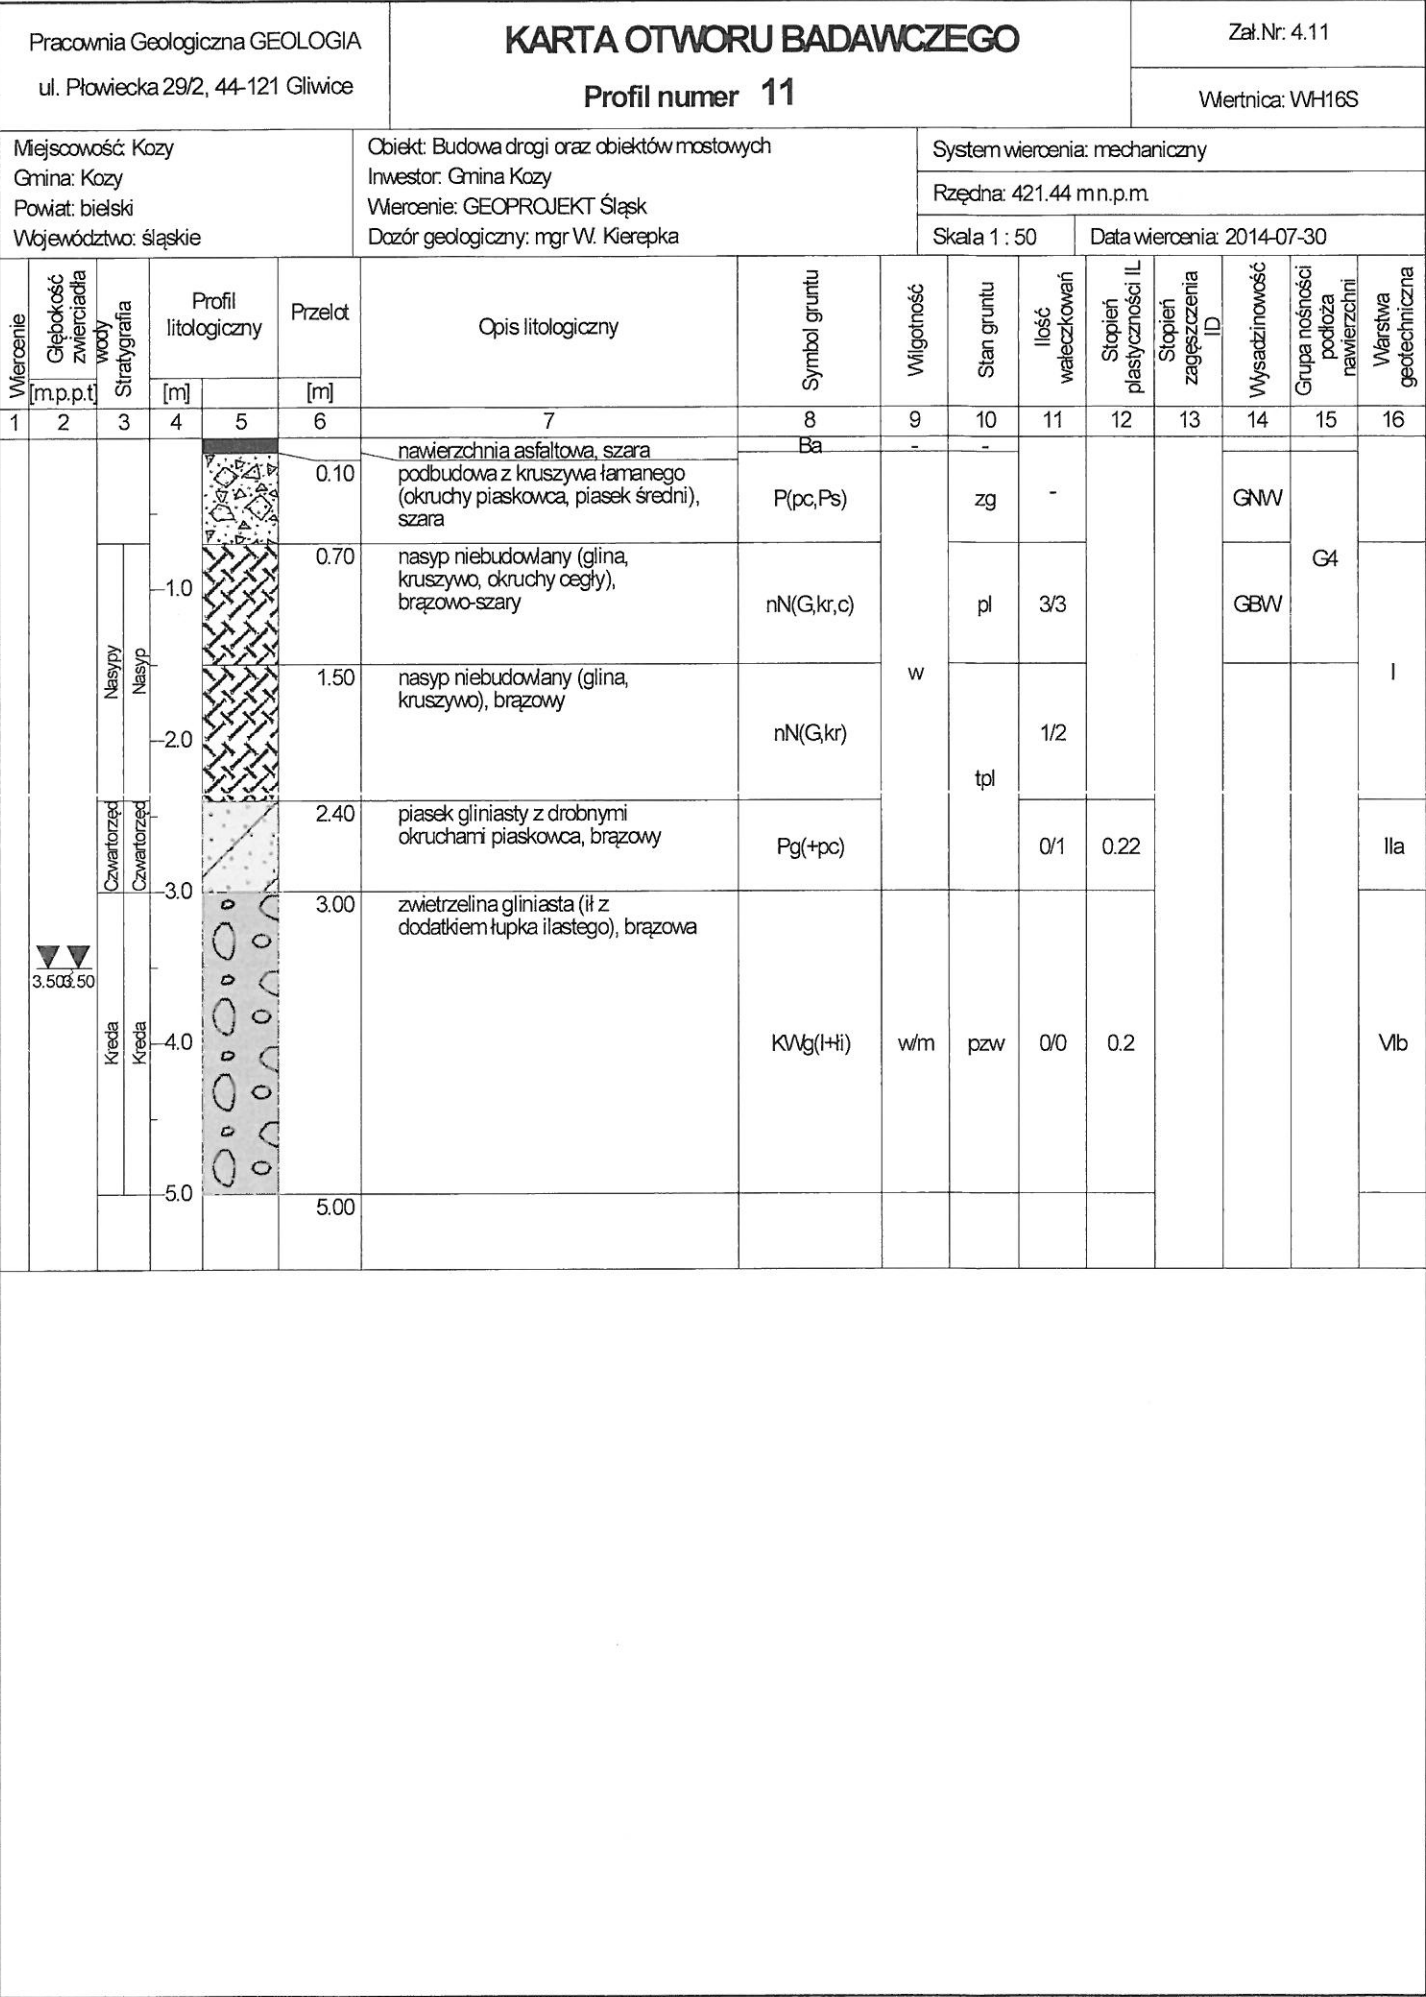 Pracownia Geologiczna GEOLOGIA
ul. Płowiecka 29/2, 44-121 Gliwice
KARTA OTWORU BADAWCZEGO
Profil numer 11
Zał.Nr: 4.11
Wiertnica: WH16S
Miejscowość: Kozy
Gmina: Kozy
Powiat: bielski
Województwo: śląskie
Obiekt: Budowa drogi oraz obiektów mostowych
Inwestor: Gmina Kozy
Wiercenie: GEOPROJEKT Śląsk
Dozór geologiczny: mgr W. Kierepka
System wiercenia: mechaniczny
Rzędna: 421.44 m n.p.m.
Skala 1 : 50
Data wiercenia: 2014-07-30
Wiercenie
Głębokość zwierciadła wody
[m.p.p.t]
Stratygrafia
Profil litologiczny
[m]
Przelot
[m]
Opis litologiczny
Symbol gruntu
Wilgotność
Stan gruntu
Ilość wałeczkowań
Stopień plastyczności IL
Stopień zagęszczenia ID
Wysadzinowość
Grupa nośności podłoża nawierzchni
Warstwa geotechniczna
1 2 3 4 5 6 7 8 9 10 11 12 13 14 15 16
nawierzchnia asfaltowa, szara Ba - -
0.10 podbudowa z kruszywa łamanego
(okruchy piaskowca, piasek średni),
szara
P(pc,Ps) zg - GNW
0.70 nasyp niebudowlany (glina,
kruszywo, okruchy cegły),
brązowo-szary
G4
1.0 nN(G,kr,c) pl 3/3 GBW
Nasypy Nasyp
1.50 nasyp niebudowlany (glina,
kruszywo), brązowy
w I
2.0 nN(G,kr) 1/2
tpl
2.40 piasek gliniasty z drobnymi
okruchami piaskowca, brązowy
Czwartorzęd Czwartorzęd
Pg(+pc) 0/1 0.22 IIa
3.0 3.00 zwietrzelina gliniasta (ił z
dodatkiem łupka ilastego), brązowa
3.50 3.50
Kreda Kreda
4.0 KWg(I+łi) w/m pzw 0/0 0.2 VIb
5.0 5.00